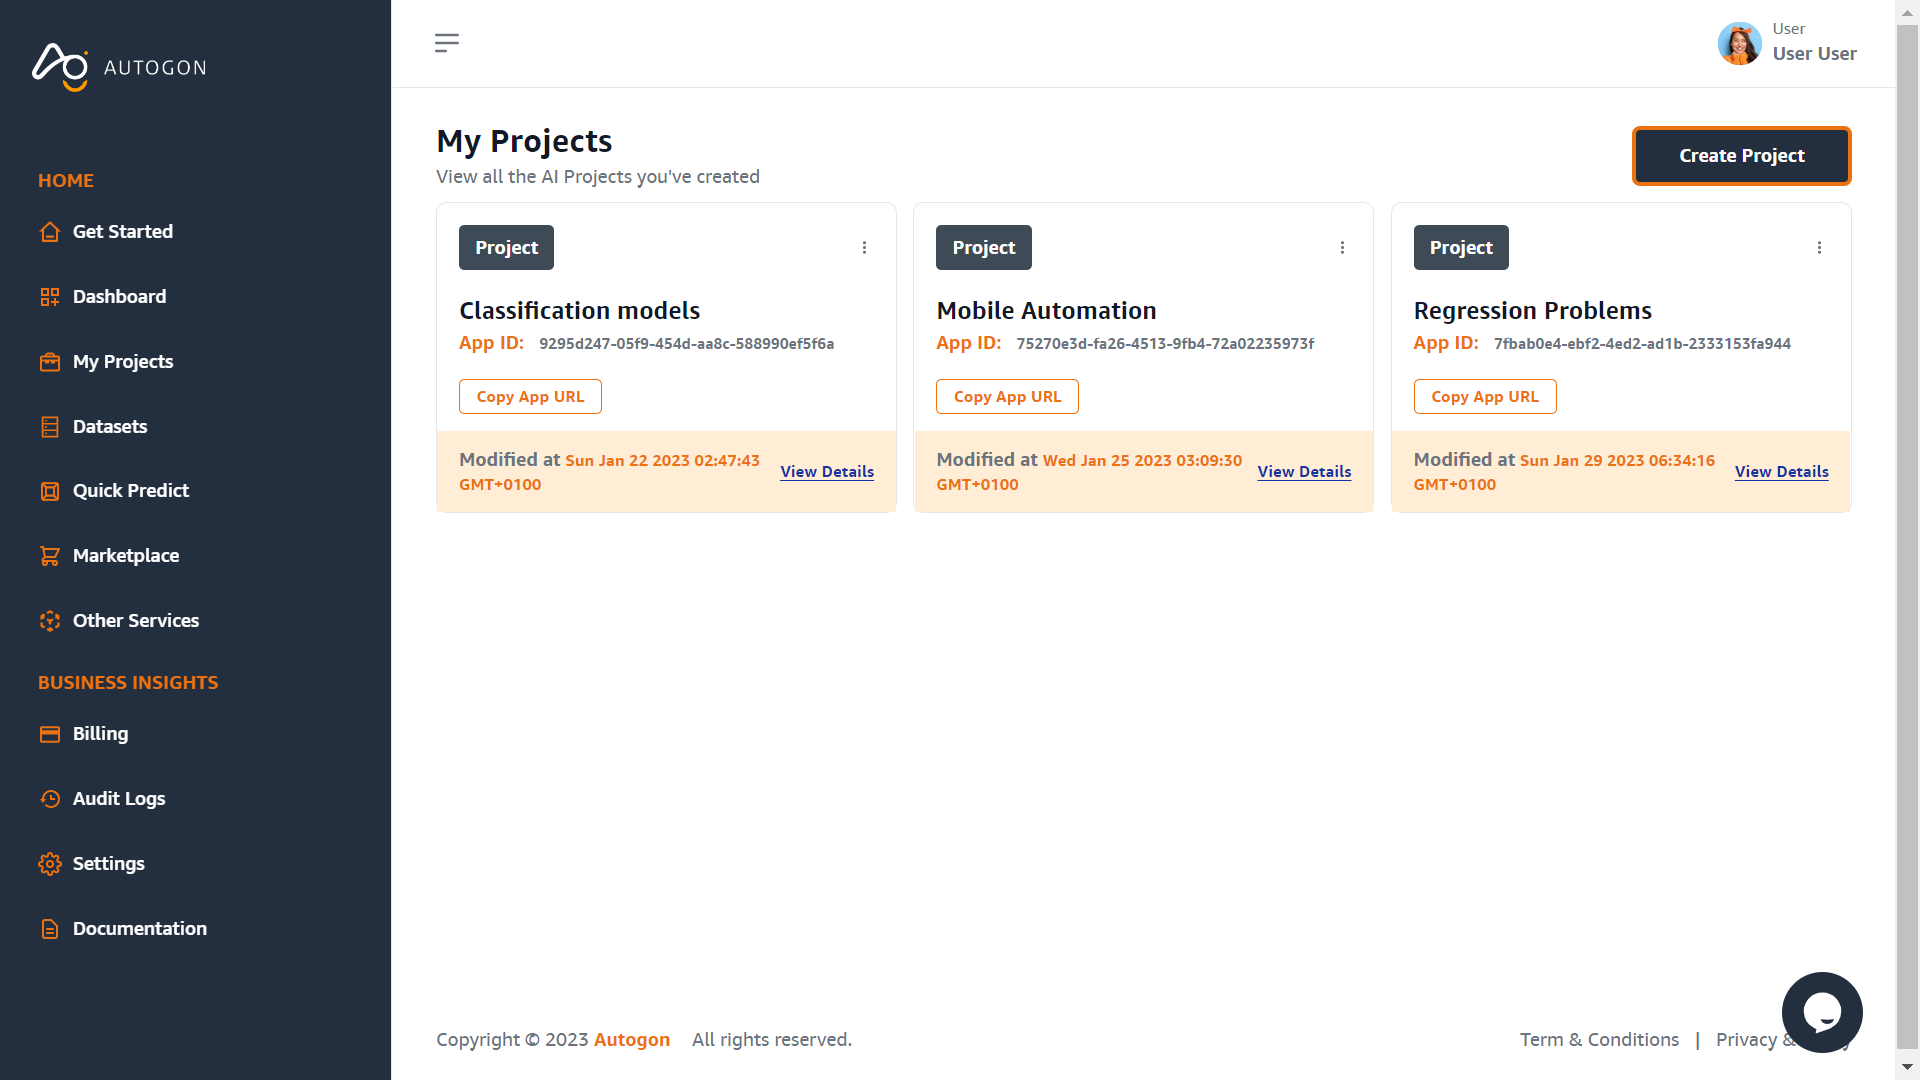 AUTOGON
HOME
Get Started
Dashboard
My Projects
Datasets
Quick Predict
Marketplace
Other Services
BUSINESS INSIGHTS
Billing
Audit Logs
Settings
Documentation
User
User User
My Projects
View all the AI Projects you've created
Create Project
Project
Classification models
App ID: 9295d247-05f9-454d-aa8c-588990ef5f6a
Copy App URL
Modified at Sun Jan 22 2023 02:47:43
GMT+0100
View Details
Project
Mobile Automation
App ID: 75270e3d-fa26-4513-9fb4-72a02235973f
Copy App URL
Modified at Wed Jan 25 2023 03:09:30
GMT+0100
View Details
Project
Regression Problems
App ID: 7fbab0e4-ebf2-4ed2-ad1b-2333153fa944
Copy App URL
Modified at Sun Jan 29 2023 06:34:16
GMT+0100
View Details
Copyright © 2023 Autogon All rights reserved.
Term & Conditions | Privacy &